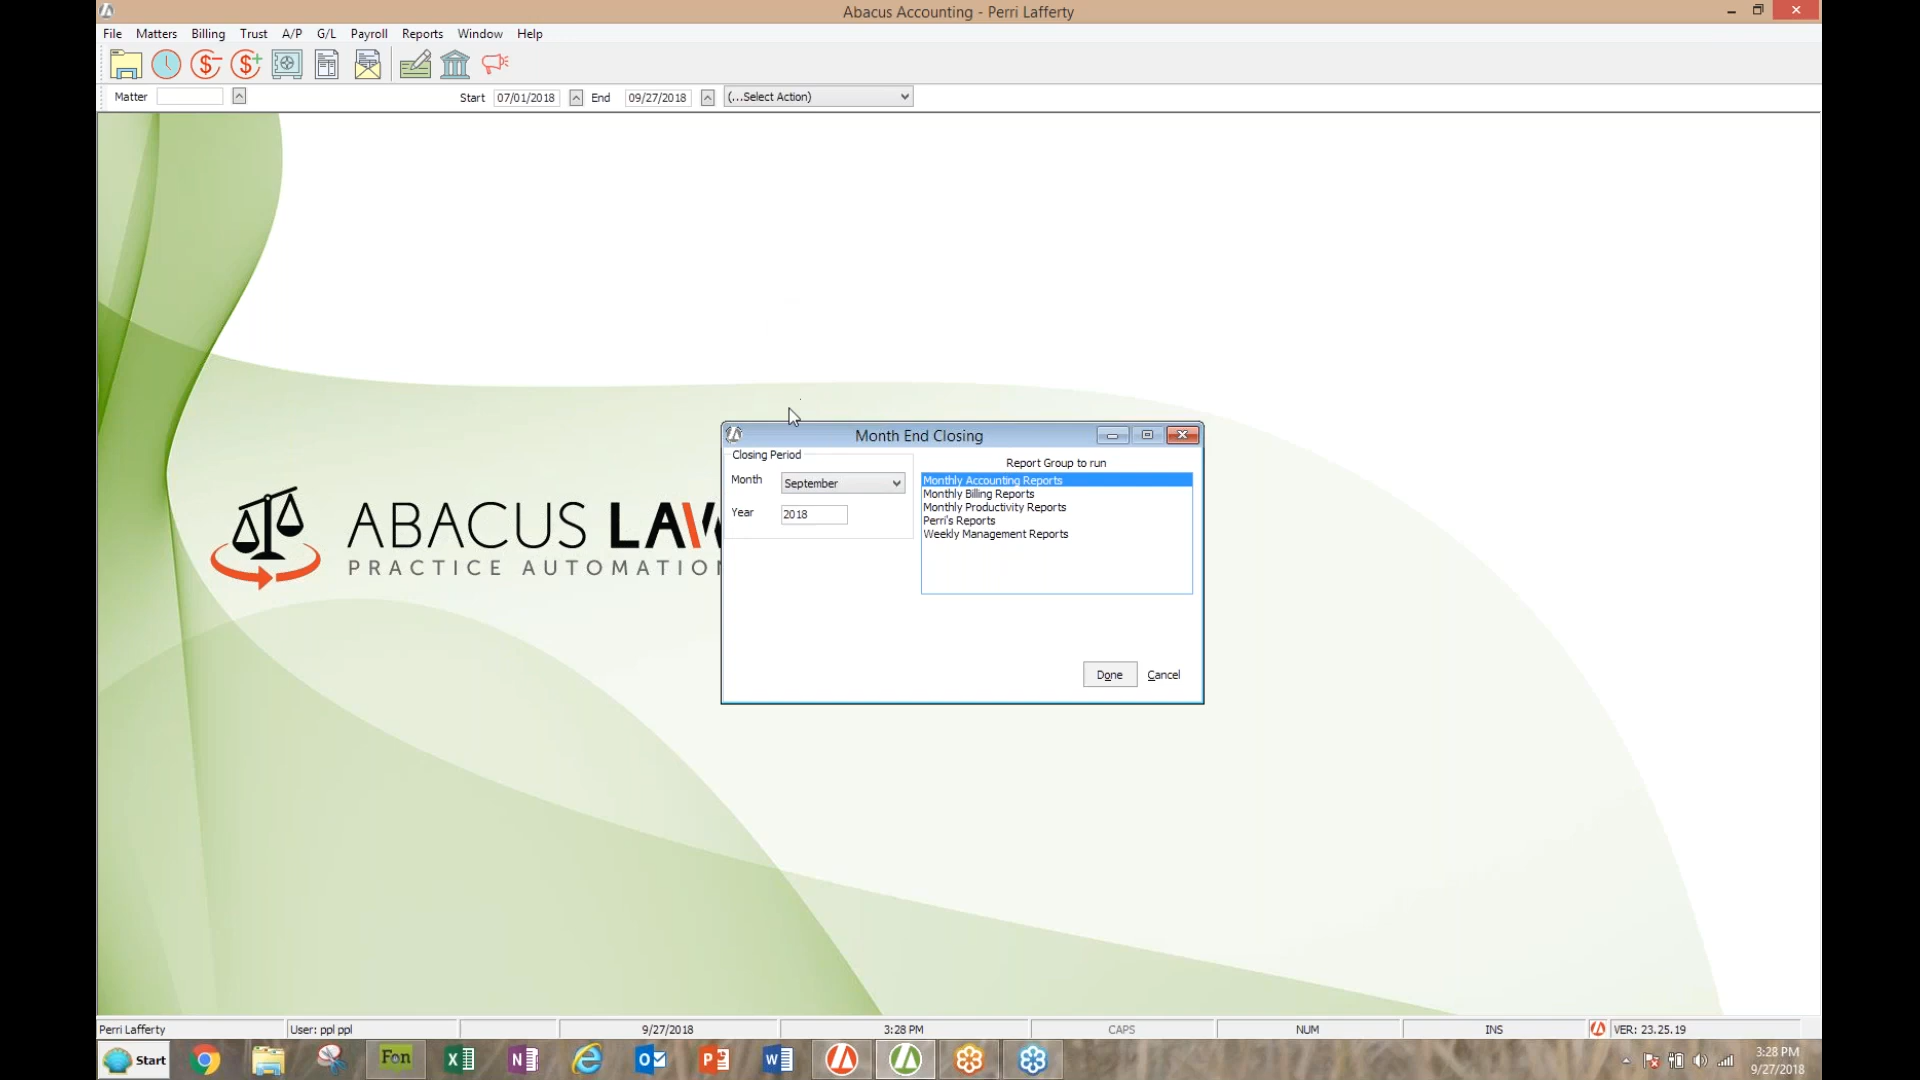 Abacus Accounting - Perri Lafferty
File Matters Billing Trust A/P G/L Payroll Reports Window Help
Matter Start 07/01/2018 End 09/27/2018 (...Select Action)
Month End Closing
Closing Period
Report Group to run
Month September
Year 2018
Monthly Accounting Reports
Monthly Billing Reports
Monthly Productivity Reports
Perri's Reports
Weekly Management Reports
Done Cancel
ABACUS LAW
PRACTICE AUTOMATION
Perri Lafferty User: ppl ppl 9/27/2018 3:28 PM CAPS NUM INS VER: 23.25.19
Start Fon 3:28 PM
9/27/2018